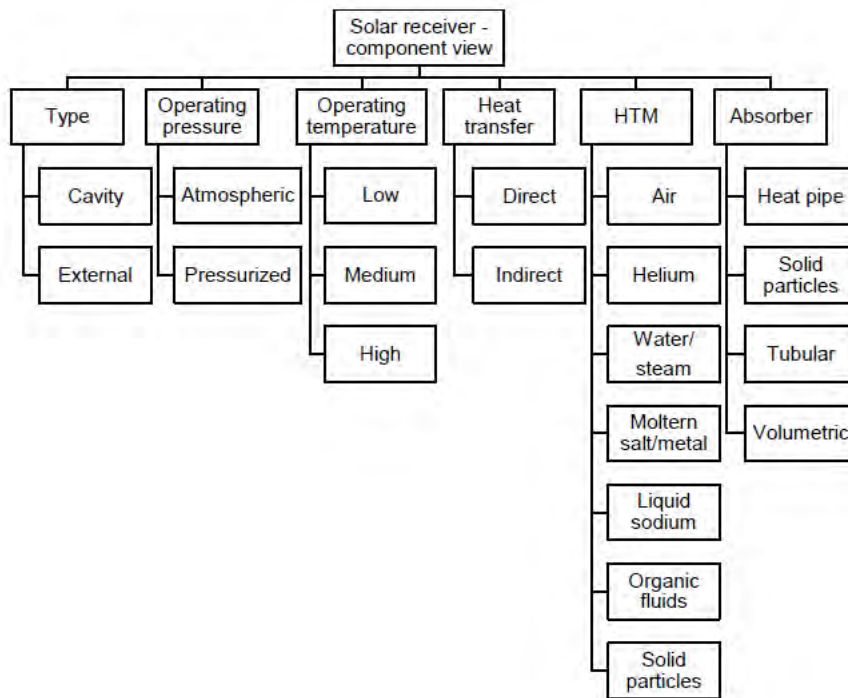 Solar receiver -
component view
Type
Operating
pressure
Operating
temperature
Heat
transfer
HTM
Absorber
Cavity
Atmospheric
Low
Direct
Air
Heat pipe
External
Pressurized
Medium
Indirect
Helium
Solid
particles
High
Water/
steam
Tubular
Moltern
salt/metal
Volumetric
Liquid
sodium
Organic
fluids
Solid
particles